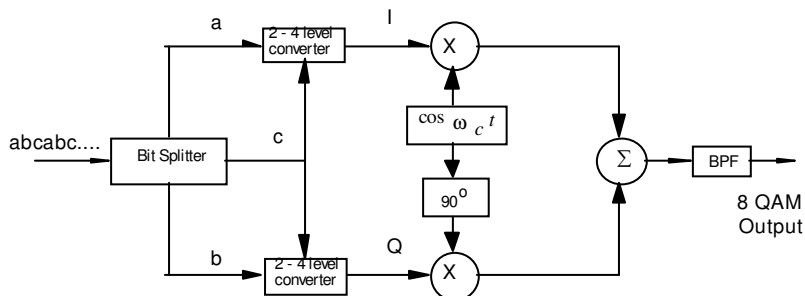 a
2 - 4 level
converter
I
X
cos ω c t
abcabc....
Bit Splitter
c
Σ
BPF
90°
8 QAM
Output
b
2 - 4 level
converter
Q
X